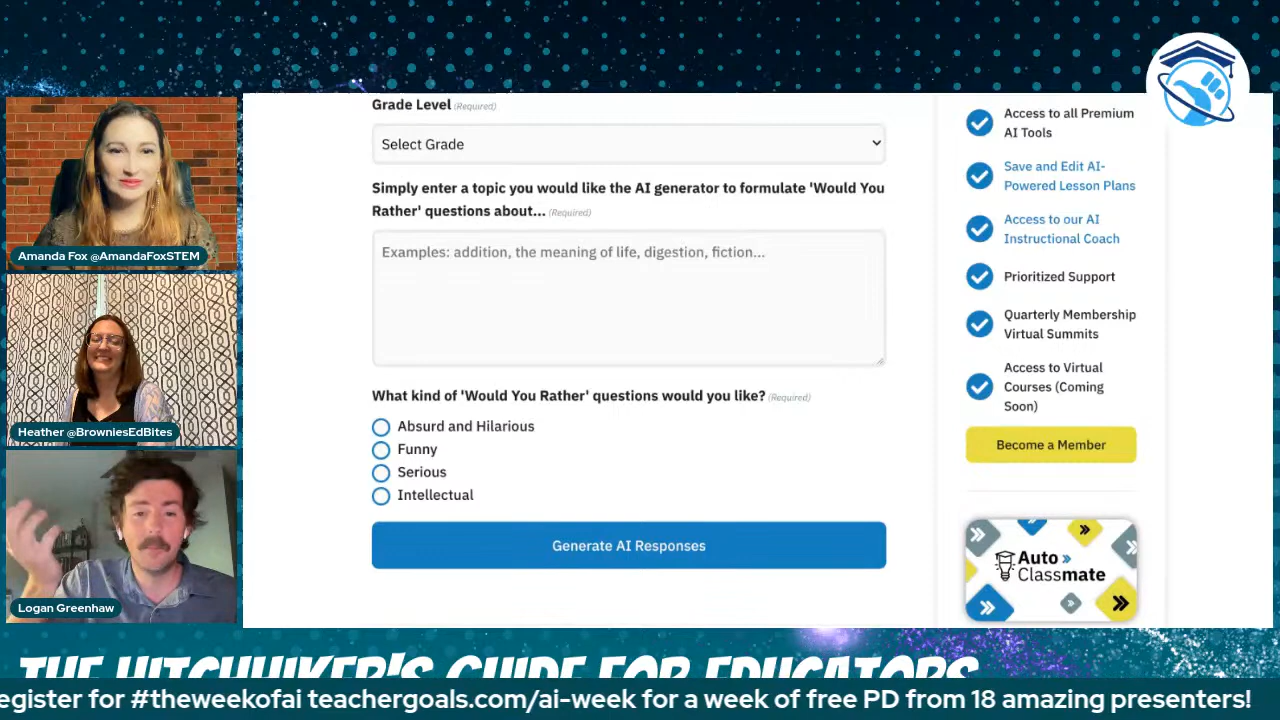 Amanda Fox @AmandaFoxSTEM
Heather @BrowniesEdBites
Logan Greenhaw
Grade Level (Required)
Select Grade
Simply enter a topic you would like the AI generator to formulate 'Would You
Rather' questions about... (Required)
Examples: addition, the meaning of life, digestion, fiction...
What kind of 'Would You Rather' questions would you like? (Required)
Absurd and Hilarious
Funny
Serious
Intellectual
Generate AI Responses
Access to all Premium
AI Tools
Save and Edit AI-
Powered Lesson Plans
Access to our AI
Instructional Coach
Prioritized Support
Quarterly Membership
Virtual Summits
Access to Virtual
Courses (Coming
Soon)
Become a Member
Auto
Classmate
THE HITCHHIKER'S GUIDE FOR EDUCATORS
egister for #theweekofai teachergoals.com/ai-week for a week of free PD from 18 amazing presenters!